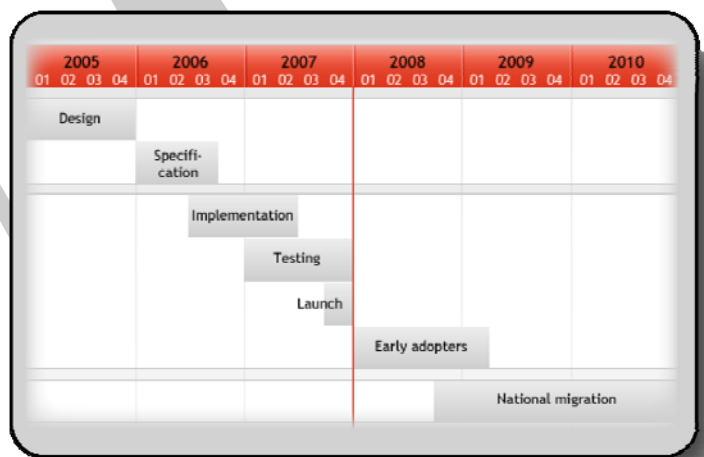 2005 2006 2007 2008 2009 2010
01 02 03 04 01 02 03 04 01 02 03 04 01 02 03 04 01 02 03 04 01 02 03 04
Design
Specifi-
cation
Implementation
Testing
Launch
Early adopters
National migration